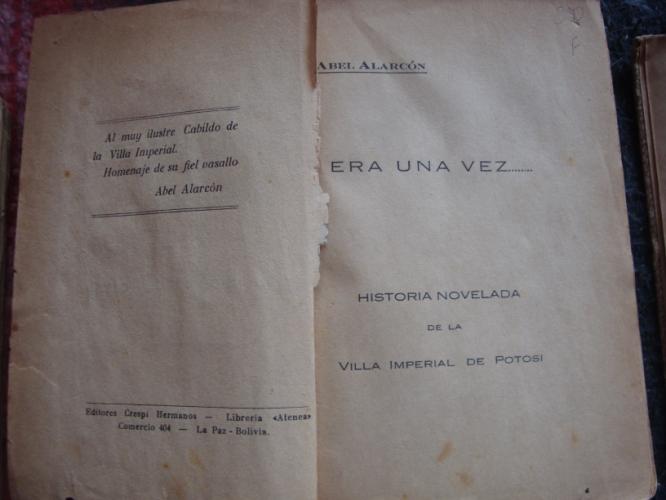 Al muy ilustre Cabildo de
la Villa Imperial.
Homenaje de su fiel vasallo
Abel Alarcón
Editores Crespi Hermanos — Libreria «Atenea»
Comercio 404 — La Paz - Bolivia.
ABEL ALARCÓN
ERA UNA VEZ........
HISTORIA NOVELADA
DE LA
VILLA IMPERIAL DE POTOSI